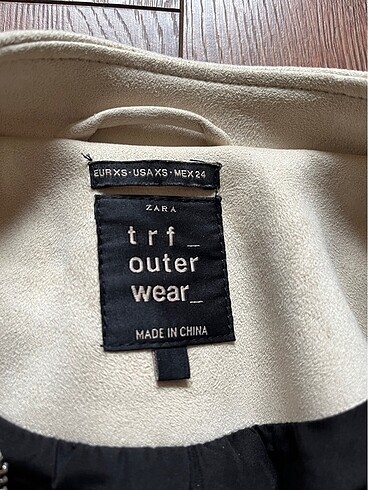 EUR XS · USA XS · MEX 24
ZARA
trf_
outer
wear_
MADE IN CHINA